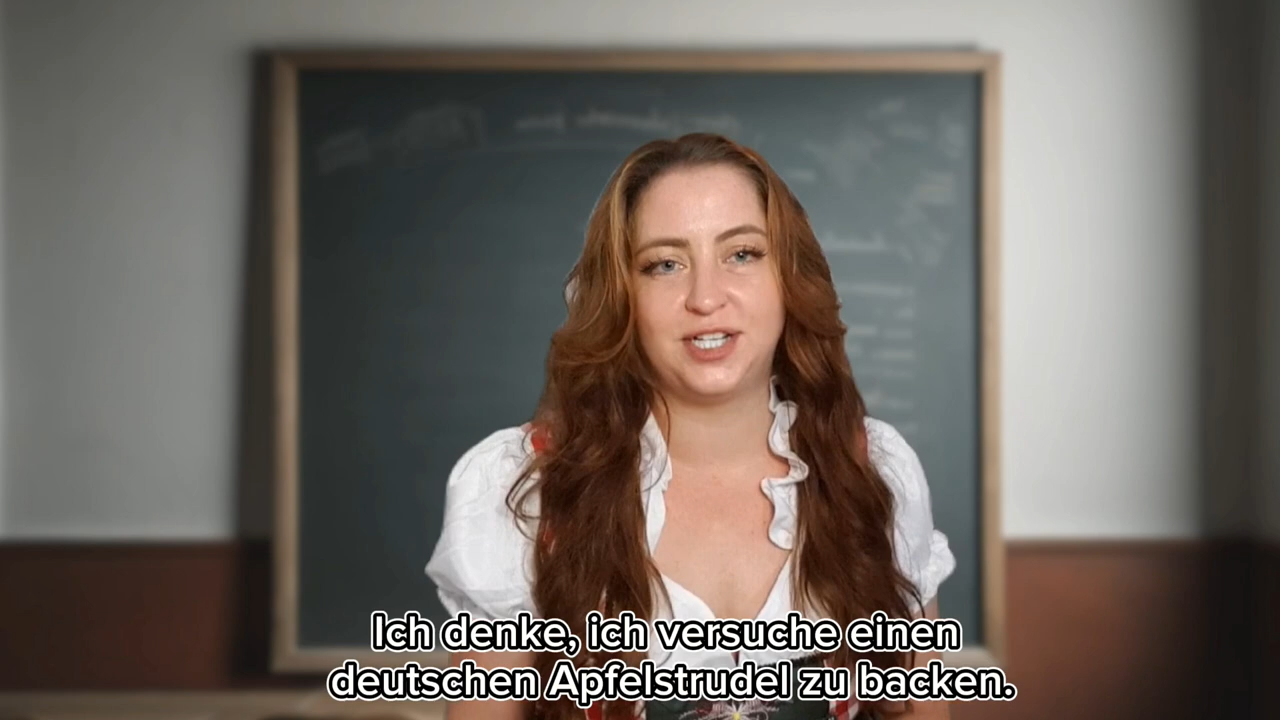 Ich denke, ich versuche einen
deutschen Apfelstrudel zu backen.